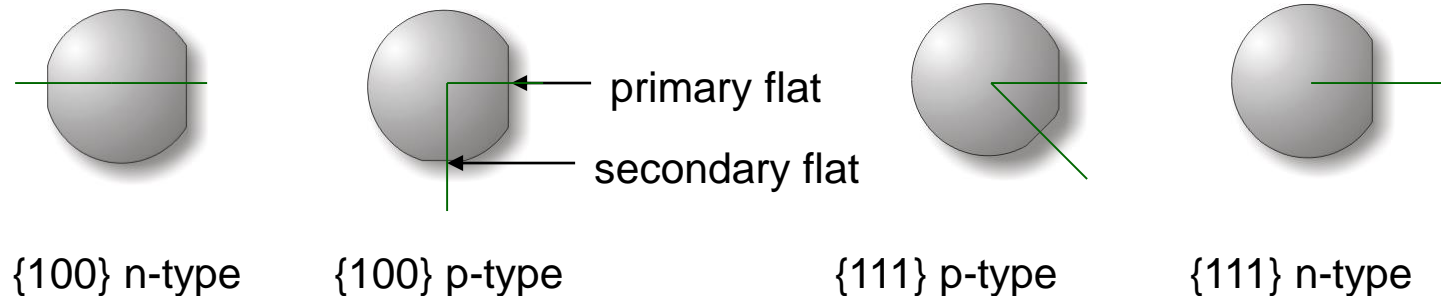 primary flat
secondary flat
{100} n-type
{100} p-type
{111} p-type
{111} n-type